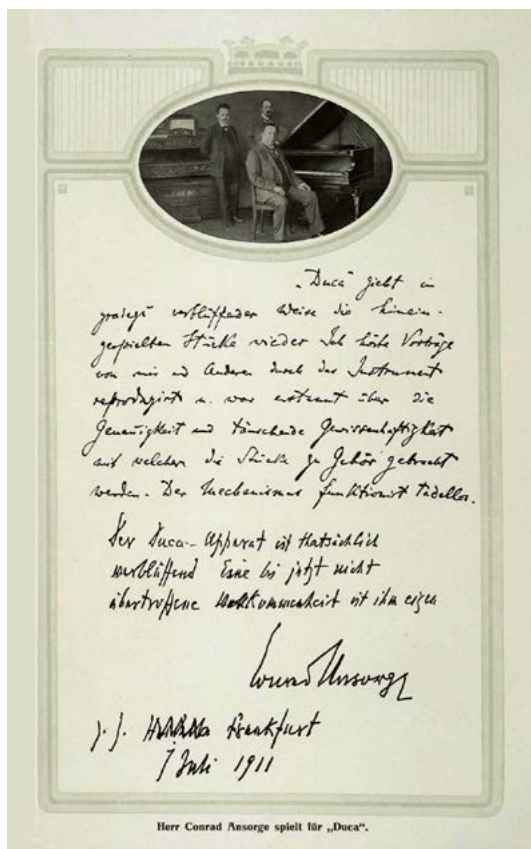 „Duca“ giebt in
geradezu verblüffender Weise die hinein-
gespielten Stücke wieder Ich hörte Vorträge
von mir und Anderen durch das Instrument
reproduzirt u. war erstaunt über die
Genauigkeit und täuschende Gewissenhaftigkeit
mit welcher die Stücke zu Gehör gebracht
werden. Der Mechanismus funktionirt tadellos.
Der Duca-Apparat ist thatsächlich
verblüffend Eine bis jetzt nicht
übertroffene Vollkommenheit ist ihm eigen
Conrad Ansorge
Frankfurt
7 Juli 1911
Herr Conrad Ansorge spielt für „Duca“.